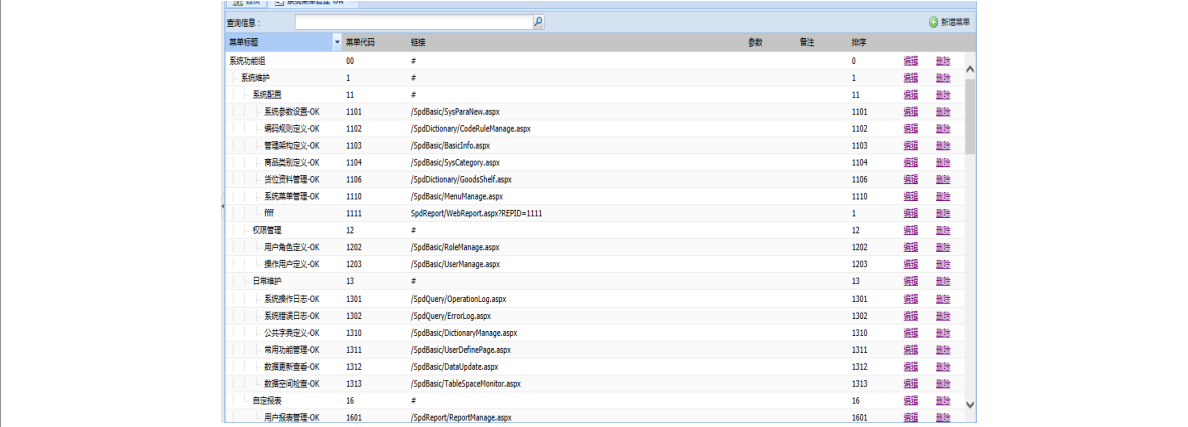 首页 系统菜单管理-OK
查询信息： 新增菜单
菜单标题 菜单代码 链接 参数 备注 排序
系统功能组 00 # 0 编辑 删除
系统维护 1 # 1 编辑 删除
系统配置 11 # 11 编辑 删除
系统参数设置-OK 1101 /SpdBasic/SysParaNew.aspx 1101 编辑 删除
编码规则定义-OK 1102 /SpdDictionary/CodeRuleManage.aspx 1102 编辑 删除
管理架构定义-OK 1103 /SpdBasic/BasicInfo.aspx 1103 编辑 删除
商品类别定义-OK 1104 /SpdBasic/SysCategory.aspx 1104 编辑 删除
货位资料管理-OK 1106 /SpdDictionary/GoodsShelf.aspx 1106 编辑 删除
系统菜单管理-OK 1110 /SpdBasic/MenuManage.aspx 1110 编辑 删除
ffff 1111 SpdReport/WebReport.aspx?REPID=1111 1 编辑 删除
权限管理 12 # 12 编辑 删除
用户角色定义-OK 1202 /SpdBasic/RoleManage.aspx 1202 编辑 删除
操作用户定义-OK 1203 /SpdBasic/UserManage.aspx 1203 编辑 删除
日常维护 13 # 13 编辑 删除
系统操作日志-OK 1301 /SpdQuery/OperationLog.aspx 1301 编辑 删除
系统错误日志-OK 1302 /SpdQuery/ErrorLog.aspx 1302 编辑 删除
公共字典定义-OK 1310 /SpdBasic/DictionaryManage.aspx 1310 编辑 删除
常用功能管理-OK 1311 /SpdBasic/UserDefinePage.aspx 1311 编辑 删除
数据更新查看-OK 1312 /SpdBasic/DataUpdate.aspx 1312 编辑 删除
数据空间检查-OK 1313 /SpdBasic/TableSpaceMonitor.aspx 1313 编辑 删除
自定报表 16 # 16 编辑 删除
用户报表管理-OK 1601 /SpdReport/ReportManage.aspx 1601 编辑 删除